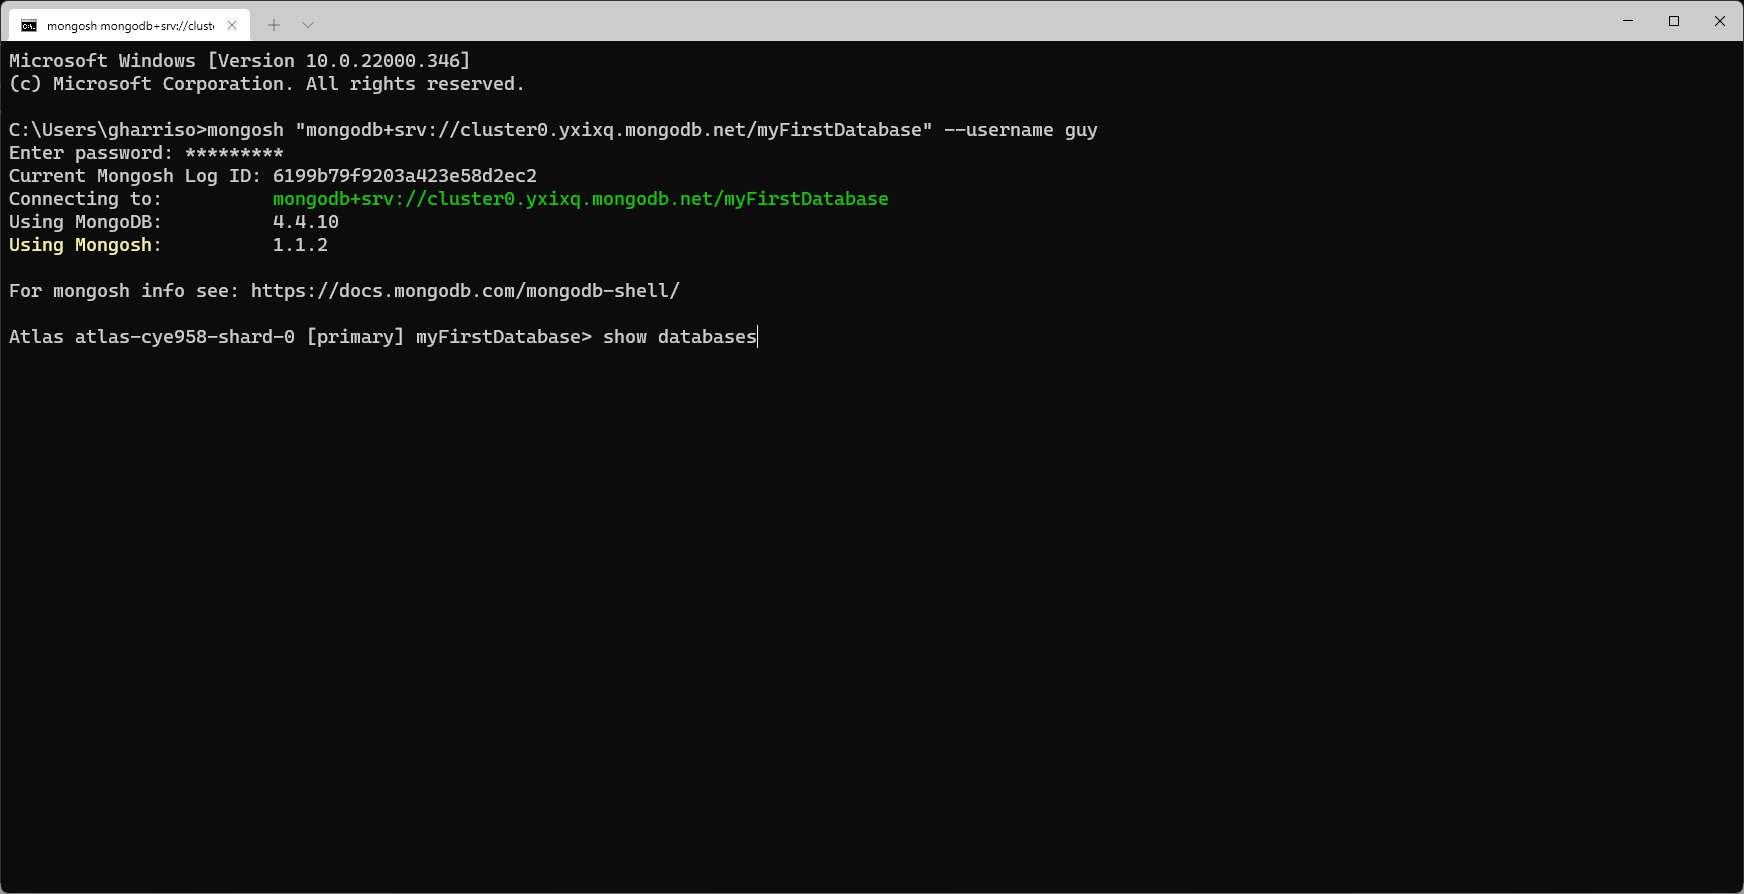 mongosh mongodb+srv://clust
Microsoft Windows [Version 10.0.22000.346]
(c) Microsoft Corporation. All rights reserved.
C:\Users\gharriso>mongosh "mongodb+srv://cluster0.yxixq.mongodb.net/myFirstDatabase" --username guy
Enter password: *********
Current Mongosh Log ID: 6199b79f9203a423e58d2ec2
Connecting to: mongodb+srv://cluster0.yxixq.mongodb.net/myFirstDatabase
Using MongoDB: 4.4.10
Using Mongosh: 1.1.2
For mongosh info see: https://docs.mongodb.com/mongodb-shell/
Atlas atlas-cye958-shard-0 [primary] myFirstDatabase> show databases